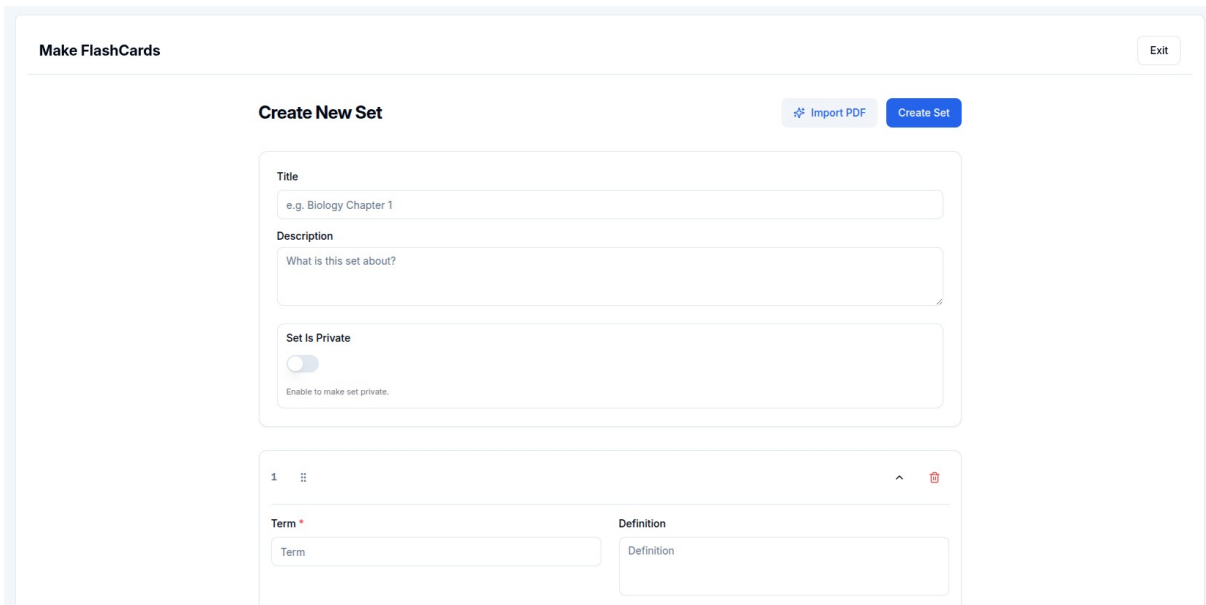 Make FlashCards
Exit
Create New Set
Import PDF
Create Set
Title
e.g. Biology Chapter 1
Description
What is this set about?
Set Is Private
Enable to make set private.
1
Term *
Definition
Term
Definition